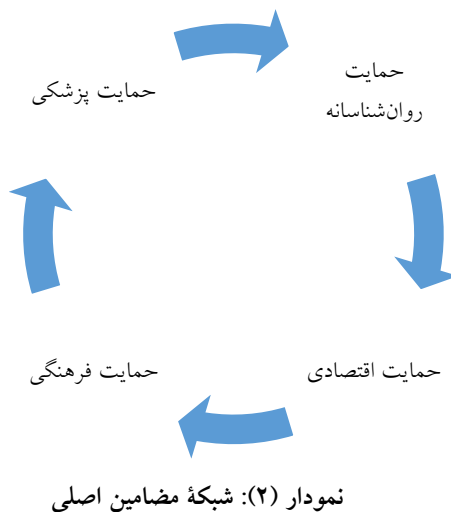 حمایت
روان‌شناسانه
حمایت پزشکی
حمایت اقتصادی
حمایت فرهنگی
نمودار (۲): شبکهٔ مضامین اصلی